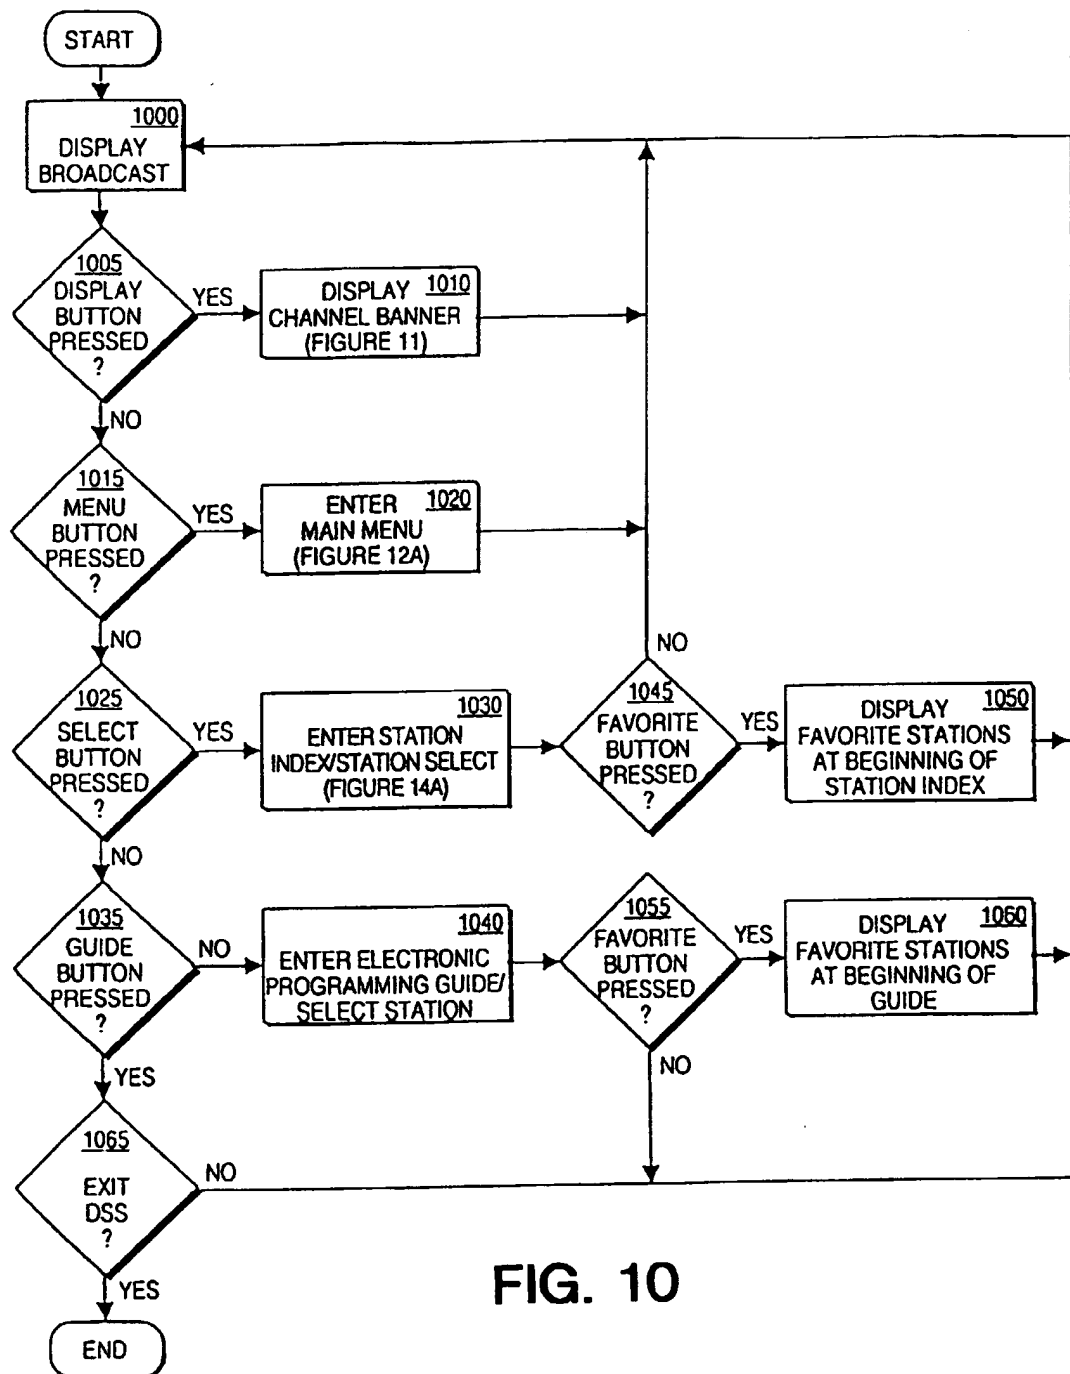 START
1000
DISPLAY
BROADCAST
1005
DISPLAY
BUTTON
PRESSED
?
YES
DISPLAY 1010
CHANNEL BANNER
(FIGURE 11)
NO
1015
MENU
BUTTON
PRESSED
?
YES
ENTER 1020
MAIN MENU
(FIGURE 12A)
NO
1025
SELECT
BUTTON
PRESSED
?
YES
1030
ENTER STATION
INDEX/STATION SELECT
(FIGURE 14A)
NO
1045
FAVORITE
BUTTON
PRESSED
?
YES
DISPLAY 1050
FAVORITE STATIONS
AT BEGINNING OF
STATION INDEX
NO
1035
GUIDE
BUTTON
PRESSED
?
NO
1040
ENTER ELECTRONIC
PROGRAMMING GUIDE/
SELECT STATION
1055
FAVORITE
BUTTON
PRESSED
?
YES
DISPLAY 1060
FAVORITE STATIONS
AT BEGINNING OF
GUIDE
NO
YES
1065
EXIT
DSS
?
NO
YES
END
FIG. 10